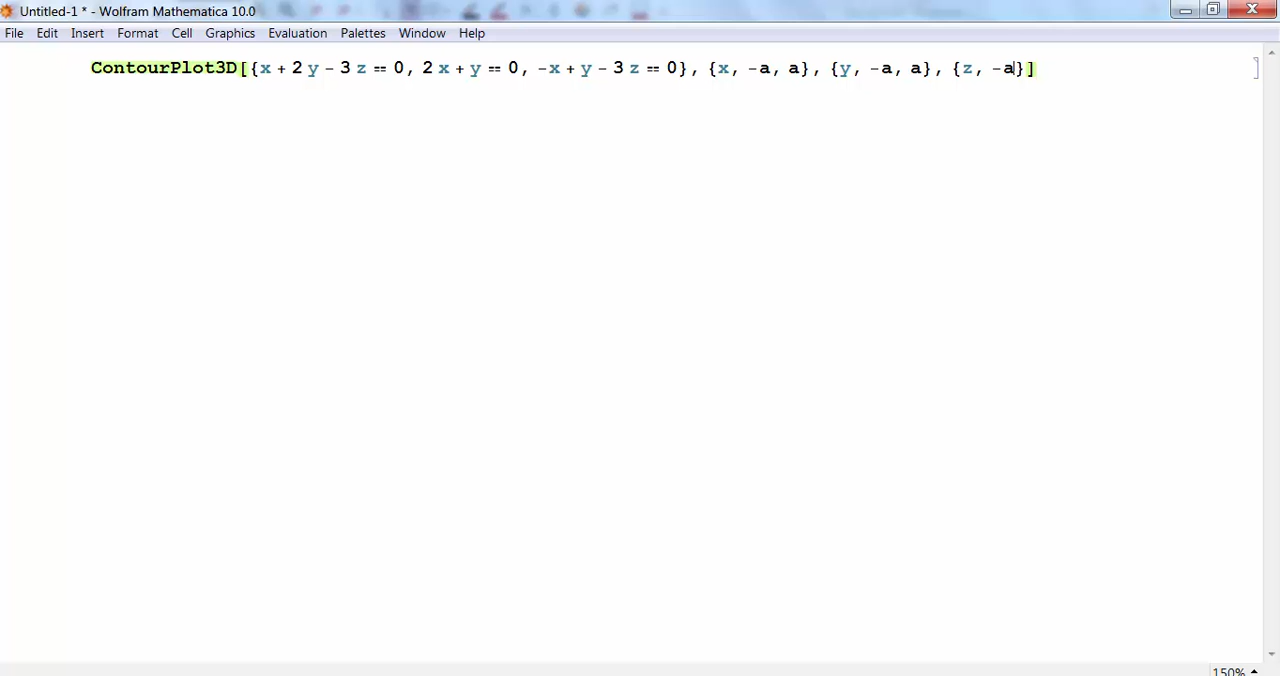 Untitled-1 * - Wolfram Mathematica 10.0
File Edit Insert Format Cell Graphics Evaluation Palettes Window Help
ContourPlot3D[{x + 2 y - 3 z == 0, 2 x + y == 0, -x + y - 3 z == 0}, {x, -a, a}, {y, -a, a}, {z, -a}]
150%